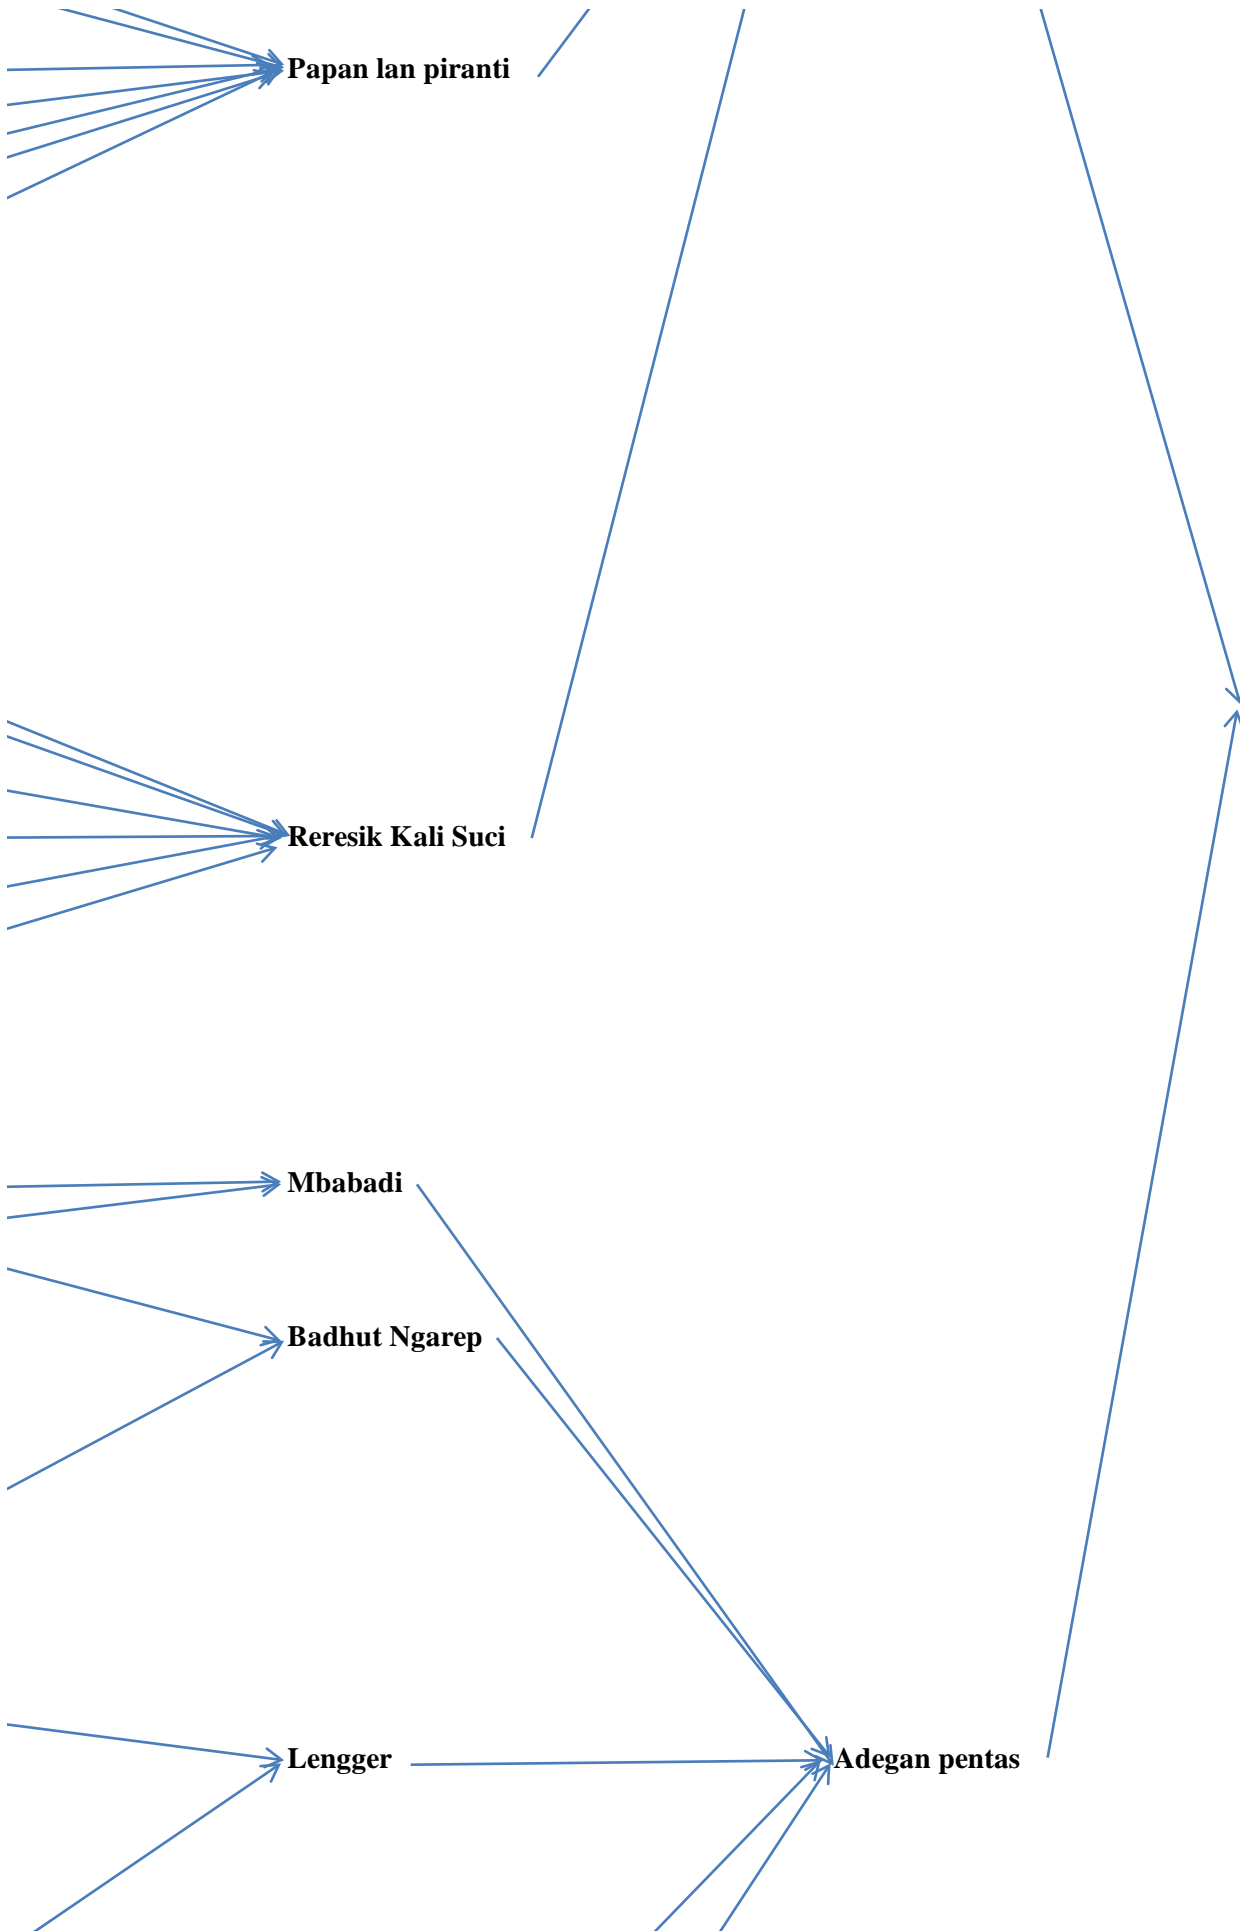 Papan lan piranti
Reresik Kali Suci
Mbabadi
Badhut Ngarep
Lengger
Adegan pentas